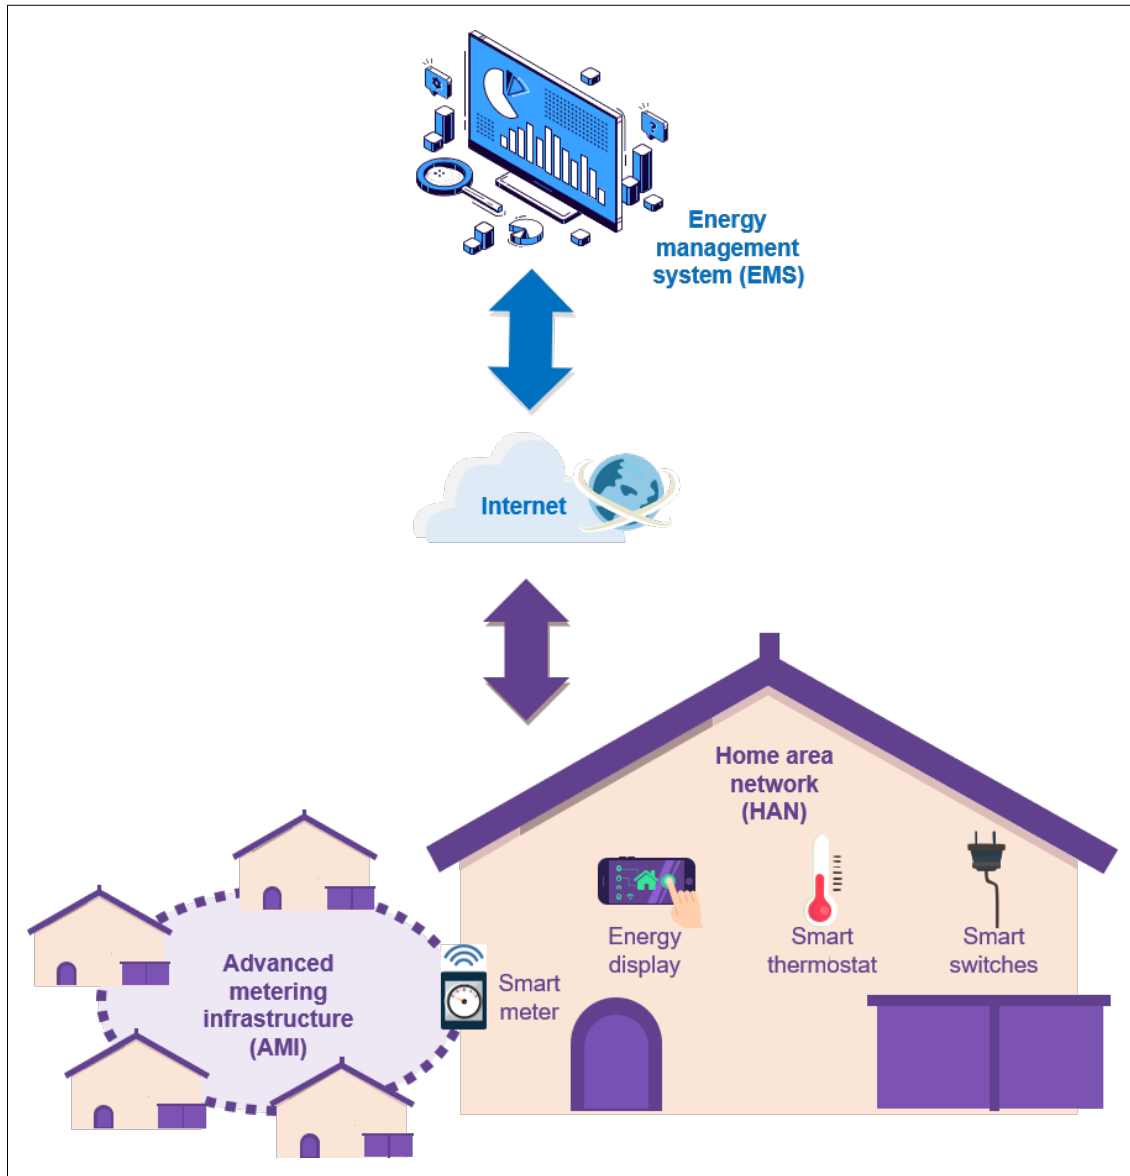 Energy
management
system (EMS)
Internet
Home area
network
(HAN)
Energy
display
Smart
thermostat
Smart
switches
Smart
meter
Advanced
metering
infrastructure
(AMI)
?